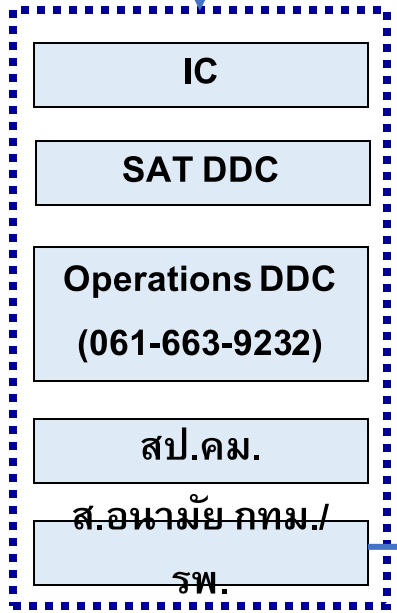 IC
SAT DDC
Operations DDC
(061-663-9232)
สป.คม.
ส.อนามัย กทม./
รพ.